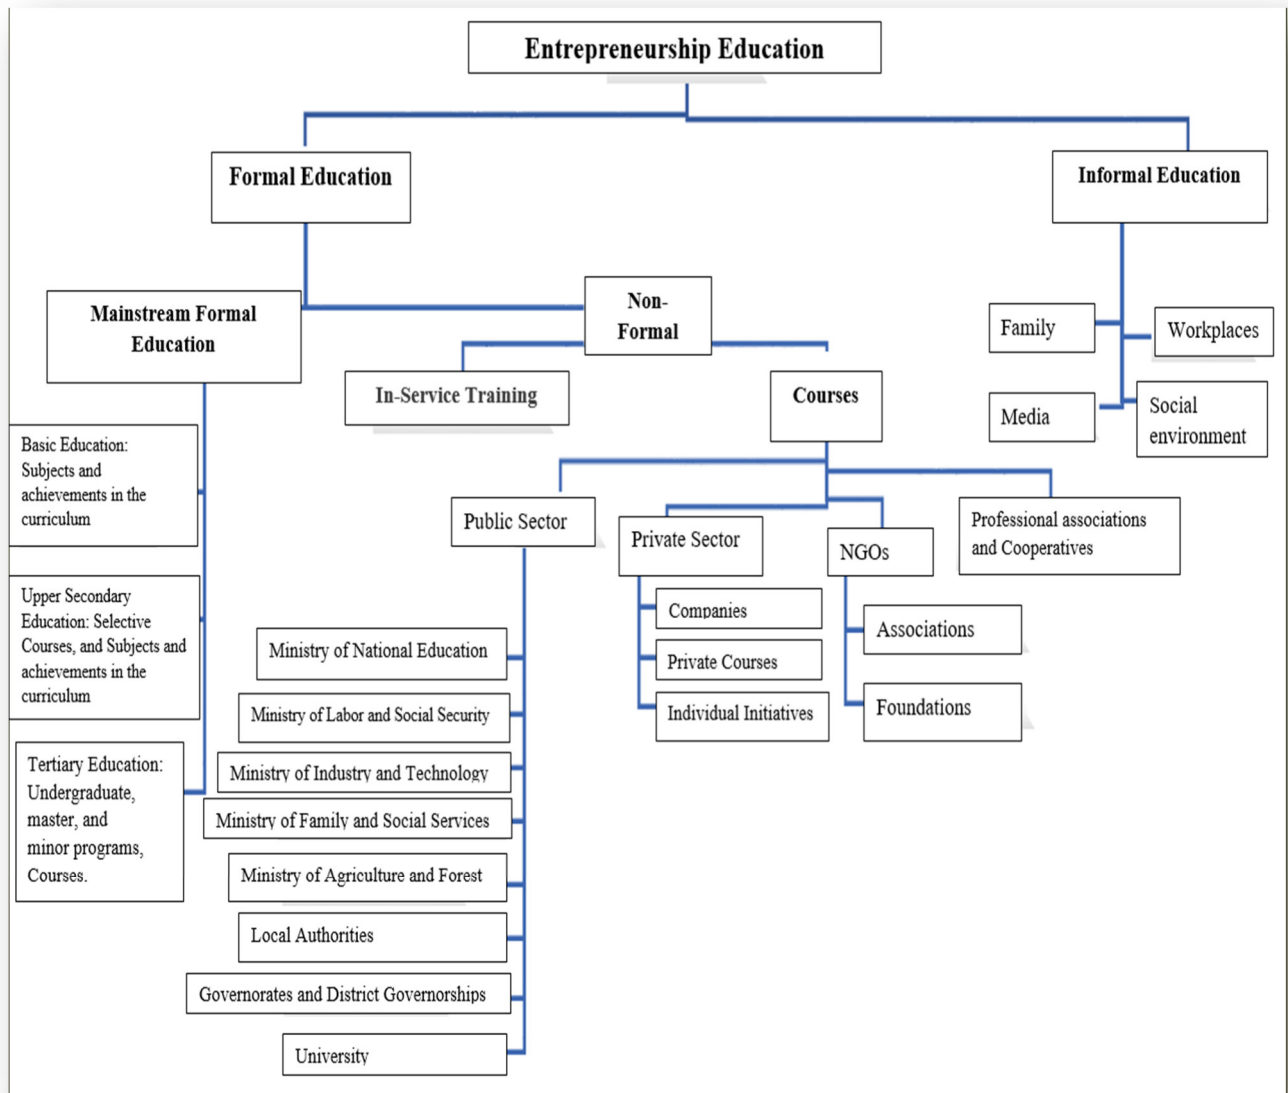 Entrepreneurship Education
Formal Education
Informal Education
Mainstream Formal
Education
Non-
Formal
Family
Workplaces
In-Service Training
Courses
Media
Social
environment
Basic Education:
Subjects and
achievements in the
curriculum
Public Sector
Private Sector
NGOs
Professional associations
and Cooperatives
Upper Secondary
Education: Selective
Courses, and Subjects and
achievements in the
curriculum
Companies
Private Courses
Individual Initiatives
Associations
Foundations
Ministry of National Education
Ministry of Labor and Social Security
Ministry of Industry and Technology
Ministry of Family and Social Services
Ministry of Agriculture and Forest
Local Authorities
Governorates and District Governorships
University
Tertiary Education:
Undergraduate,
master, and
minor programs,
Courses.